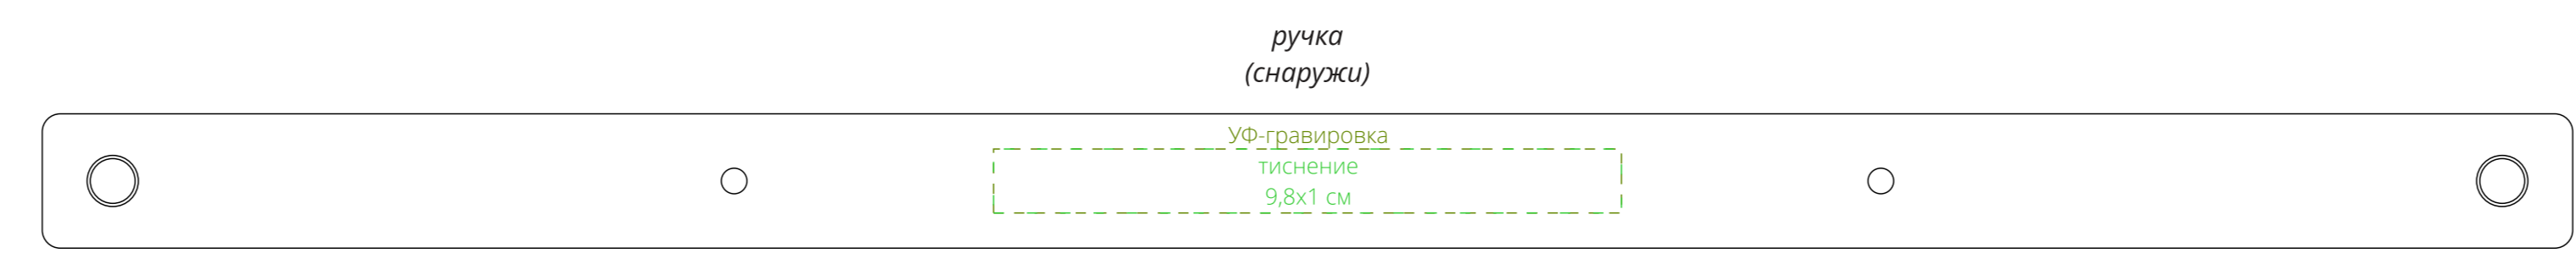 ручка
(снаружи)
УФ-гравировка
тиснение
9,8х1 см